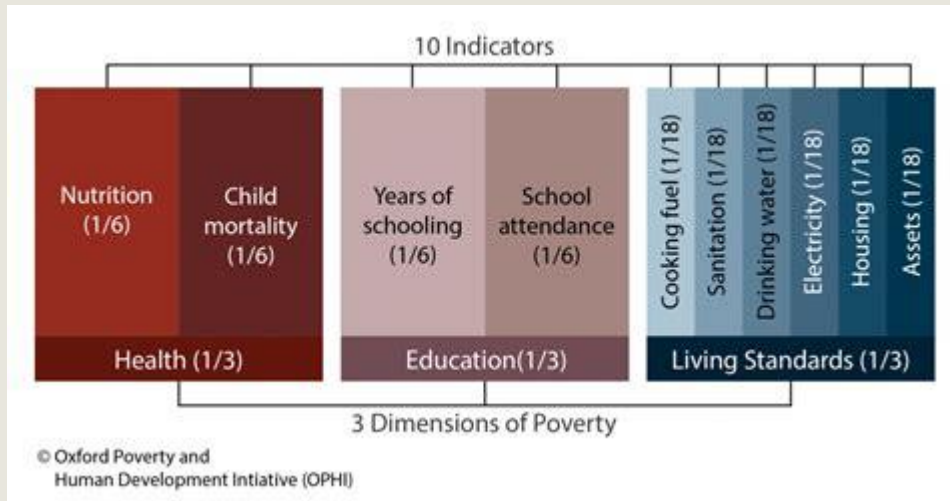 10 Indicators
Nutrition
(1/6)
Child
mortality
(1/6)
Years of
schooling
(1/6)
School
attendance
(1/6)
Cooking fuel (1/18)
Sanitation (1/18)
Drinking water (1/18)
Electricity (1/18)
Housing (1/18)
Assets (1/18)
Health (1/3)
Education(1/3)
Living Standards (1/3)
3 Dimensions of Poverty
© Oxford Poverty and
Human Development Intiative (OPHI)